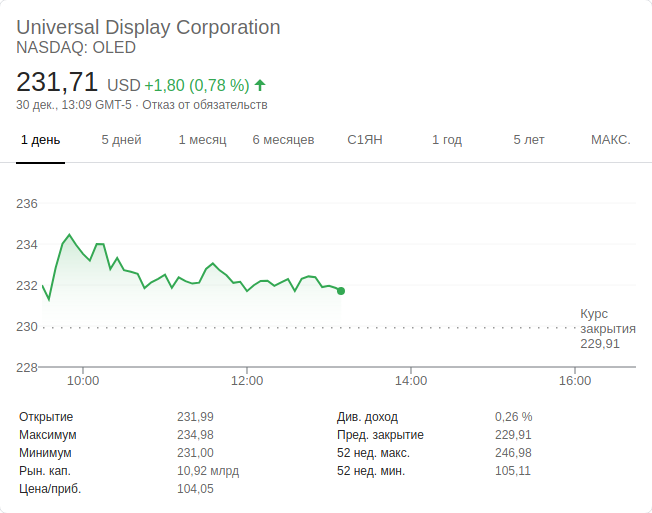 Universal Display Corporation
NASDAQ: OLED
231,71 USD +1,80 (0,78 %)
30 дек., 13:09 GMT-5 · Отказ от обязательств
1 день 5 дней 1 месяц 6 месяцев С1ЯН 1 год 5 лет МАКС.
236
234
232
230
228
Курс
закрытия
229,91
10:00 12:00 14:00 16:00
Открытие 231,99
Максимум 234,98
Минимум 231,00
Рын. кап. 10,92 млрд
Цена/приб. 104,05
Див. доход 0,26 %
Пред. закрытие 229,91
52 нед. макс. 246,98
52 нед. мин. 105,11